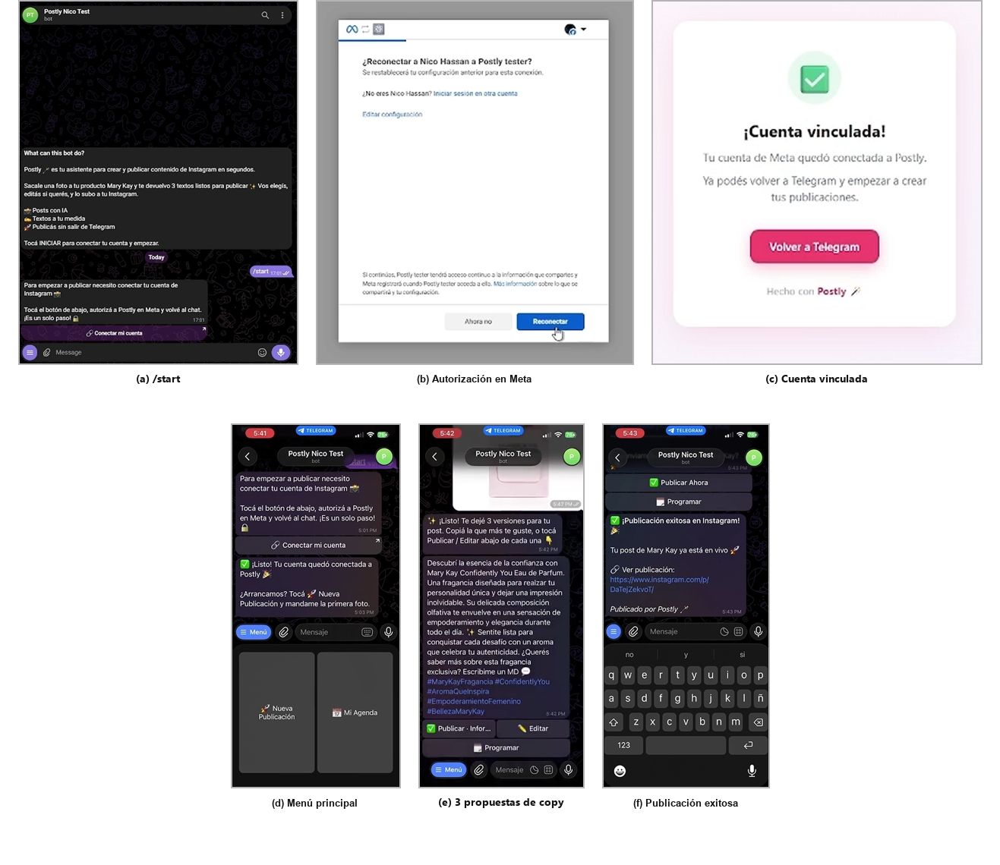 PT
Postly Nico Test
bot
What can this bot do?
Postly 🪄 es tu asistente para crear y publicar contenido de Instagram en segundos.
Sacale una foto a tu producto Mary Kay y te devuelvo 3 textos listos para publicar ✨ Vos elegís,
editás si querés, y lo subo a tu Instagram.
📸 Posts con IA
✍️ Textos a tu medida
🚀 Publicás sin salir de Telegram
Tocá INICIAR para conectar tu cuenta y empezar.
Today
/start 17:01
Para empezar a publicar necesito conectar tu cuenta de
Instagram 📸
Tocá el botón de abajo, autorizá a Postly en Meta y volvé al chat.
¡Es un solo paso! 🔒
17:01
🔗 Conectar mi cuenta
Message
(a) /start
¿Reconectar a Nico Hassan a Postly tester?
Se restablecerá tu configuración anterior para esta conexión.
¿No eres Nico Hassan? Iniciar sesión en otra cuenta
Editar configuración
Si continúas, Postly tester tendrá acceso continuo a la información que compartes y
Meta registrará cuando Postly tester acceda a ella. Más información sobre lo que se
compartirá y tu configuración.
Ahora no
Reconectar
(b) Autorización en Meta
¡Cuenta vinculada!
Tu cuenta de Meta quedó conectada a Postly.
Ya podés volver a Telegram y empezar a crear
tus publicaciones.
Volver a Telegram
Hecho con Postly 🪄
(c) Cuenta vinculada
5:41
TELEGRAM
76
Postly Nico Test
bot
P
/start
Para empezar a publicar necesito
conectar tu cuenta de Instagram 📸
Tocá el botón de abajo, autorizá a Postly
en Meta y volvé al chat. ¡Es un solo paso!
🔒
5:01 PM
🔗 Conectar mi cuenta
✅ ¡Listo! Tu cuenta quedó conectada a
Postly 🎉
¿Arrancamos? Tocá 🚀 Nueva
Publicación y mandame la primera foto.
5:03 PM
Menú
Mensaje
🚀 Nueva
Publicación
📅 Mi Agenda
(d) Menú principal
5:42
TELEGRAM
76
Postly Nico Test
bot
P
5:42 PM
✨ ¡Listo! Te dejé 3 versiones para tu
post. Copiá la que más te guste, o tocá
Publicar / Editar abajo de cada una 👇
5:42 PM
Descubrí la esencia de la confianza con
Mary Kay Confidently You Eau de Parfum.
Una fragancia diseñada para realzar tu
personalidad única y dejar una impresión
inolvidable. Su delicada composición
olfativa te envuelve en una sensación de
empoderamiento y elegancia durante
todo el día. ✨ Sentite lista para
conquistar cada desafío con un aroma
que celebra tu autenticidad. ¿Querés
saber más sobre esta fragancia
exclusiva? Escribime un MD 💬
#MaryKayFragancia #ConfidentlyYou
#AromaQueInspira
#EmpoderamientoFemenino
#BellezaMaryKay
5:42 PM
✅ Publicar · Infor...
✏️ Editar
🗓️ Programar
Menú
Mensaje
(e) 3 propuestas de copy
5:43
TELEGRAM
76
Postly Nico Test
bot
P
5:43 PM
✅ Publicar Ahora
🗓️ Programar
✅ ¡Publicación exitosa en Instagram!
🎉
Tu post de Mary Kay ya está en vivo 🚀
🔗 Ver publicación:
https://www.instagram.com/p/
DaTejZekvoT/
Publicado por Postly 🪄
5:43 PM
Mensaje
no y si
q w e r t y u i o p
a s d f g h j k l ñ
z x c v b n m
123
(f) Publicación exitosa